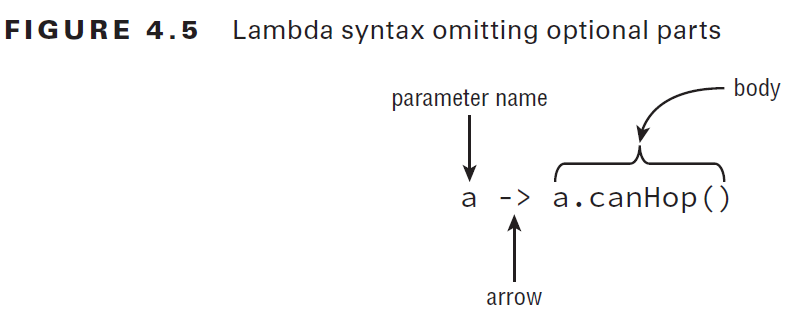 FIGURE 4.5 Lambda syntax omitting optional parts
body
parameter name
a -> a.canHop()
arrow